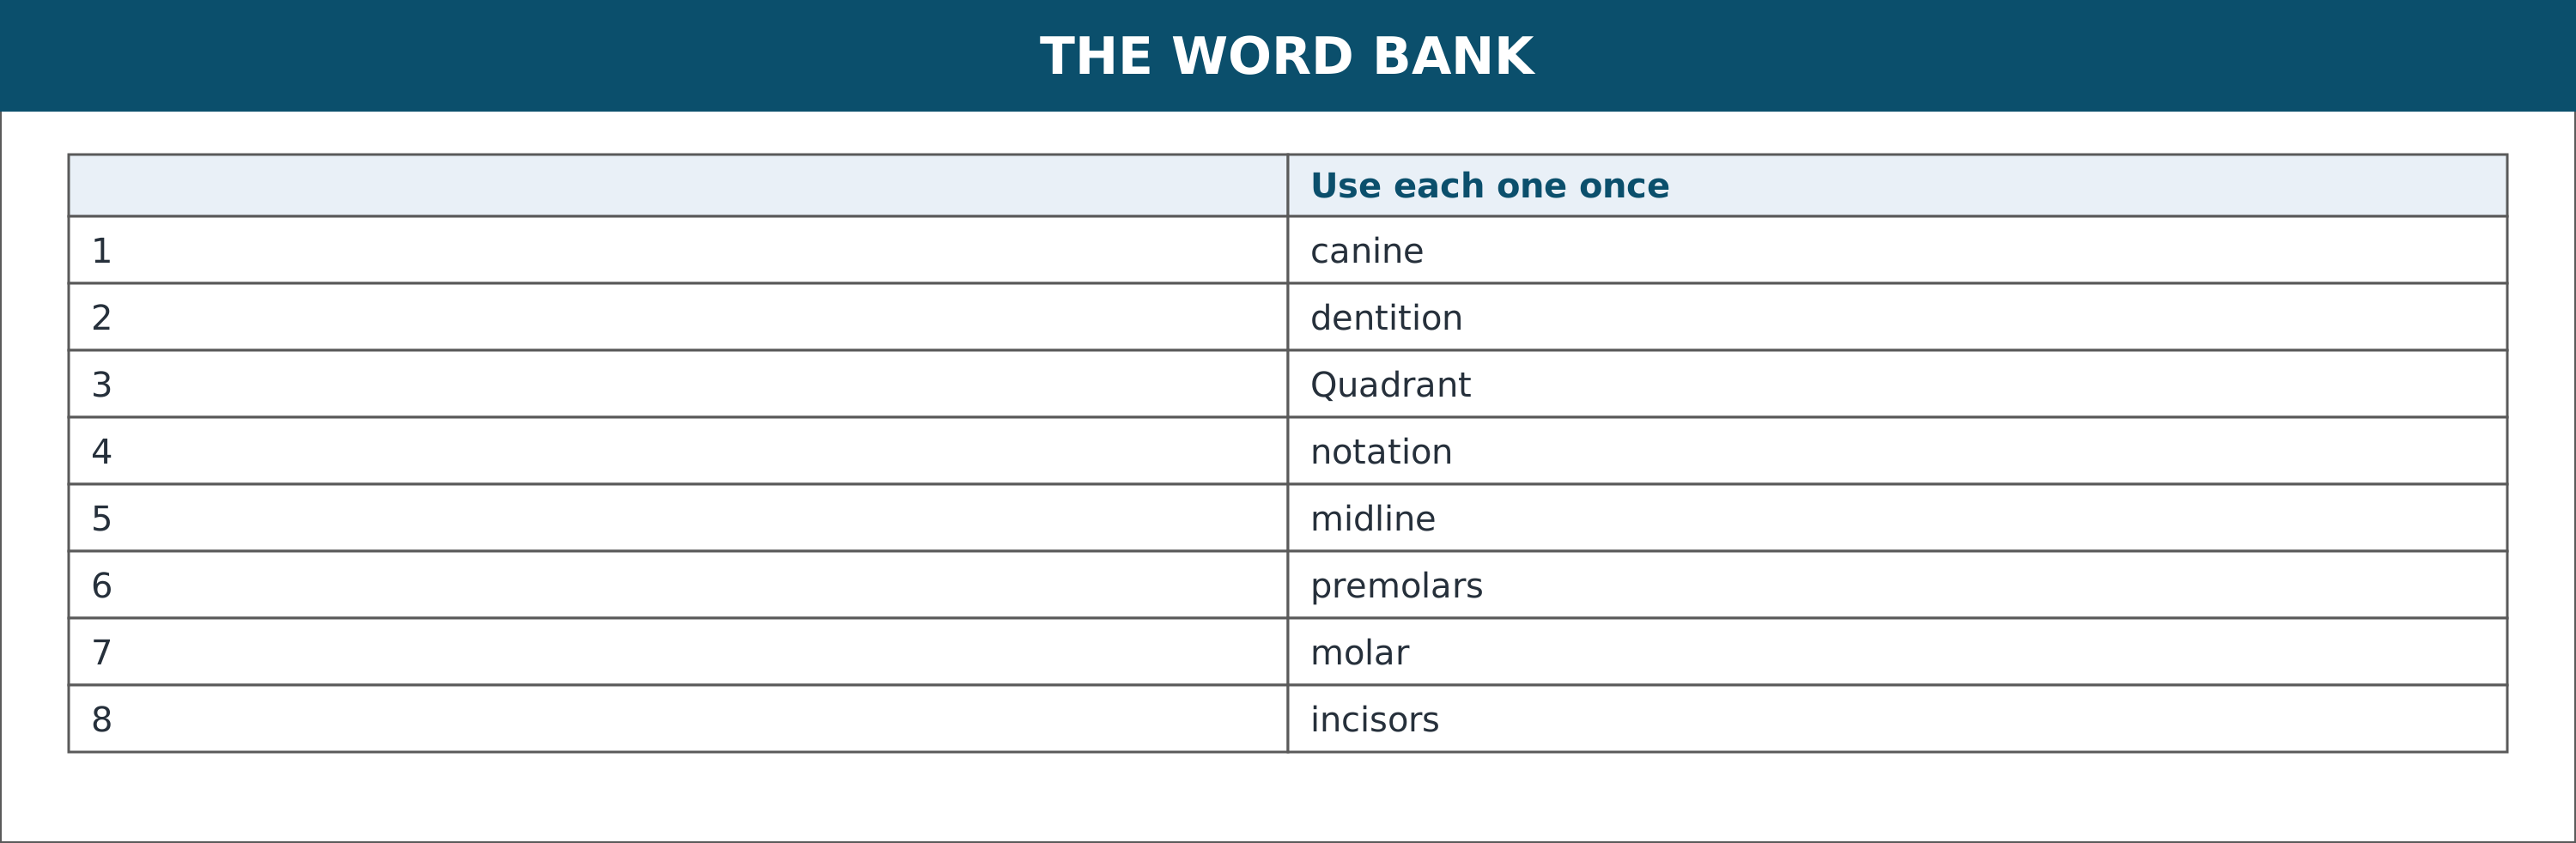 THE WORD BANK
Use each one once
1 canine
2 dentition
3 Quadrant
4 notation
5 midline
6 premolars
7 molar
8 incisors